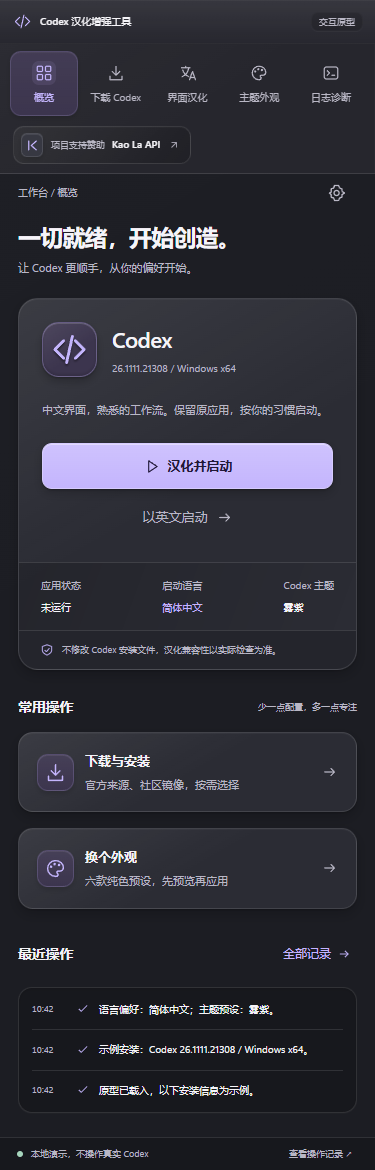 Codex 汉化增强工具
交互原型
概览
下载 Codex
界面汉化
主题外观
日志诊断
项目支持赞助 Kao La API ↗
工作台 / 概览
一切就绪，开始创造。
让 Codex 更顺手，从你的偏好开始。
Codex
26.1111.21308 / Windows x64
中文界面，熟悉的工作流。保留原应用，按你的习惯启动。
汉化并启动
以英文启动 →
应用状态
启动语言
Codex 主题
未运行
简体中文
雾紫
不修改 Codex 安装文件，汉化兼容性以实际检查为准。
常用操作
少一点配置，多一点专注
下载与安装
官方来源、社区镜像，按需选择
换个外观
六款纯色预设，先预览再应用
最近操作
全部记录 →
10:42 语言偏好：简体中文；主题预设：雾紫。
10:42 示例安装：Codex 26.1111.21308 / Windows x64。
10:42 原型已载入，以下安装信息为示例。
本地演示，不操作真实 Codex
查看操作记录 ↗